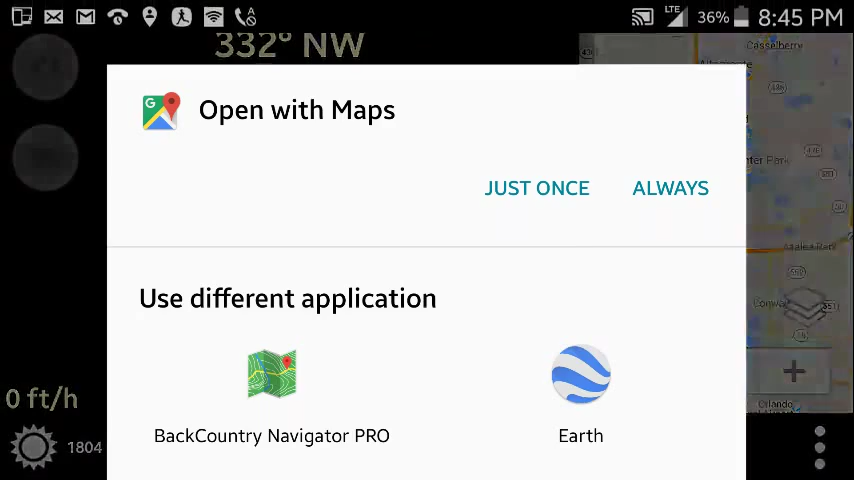 LTE 36% 8:45 PM
332° NW
Casselberry
G
Open with Maps
JUST ONCE ALWAYS
Use different application
BackCountry Navigator PRO
Earth
0 ft/h
1804
Orlando
+